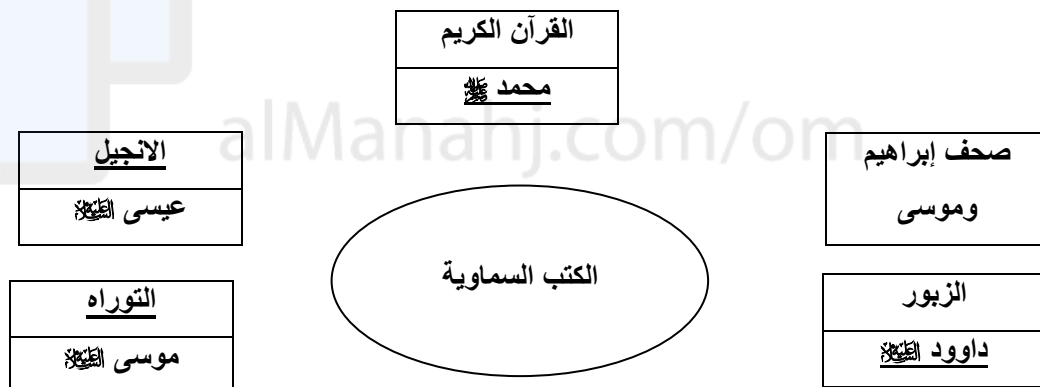 القرآن الكريم
محمد ﷺ
alManahj.com/om
صحف إبراهيم
وموسى
الانجيل
عيسى عليه السلام
الكتب السماوية
الزبور
داوود عليه السلام
التوراه
موسى عليه السلام